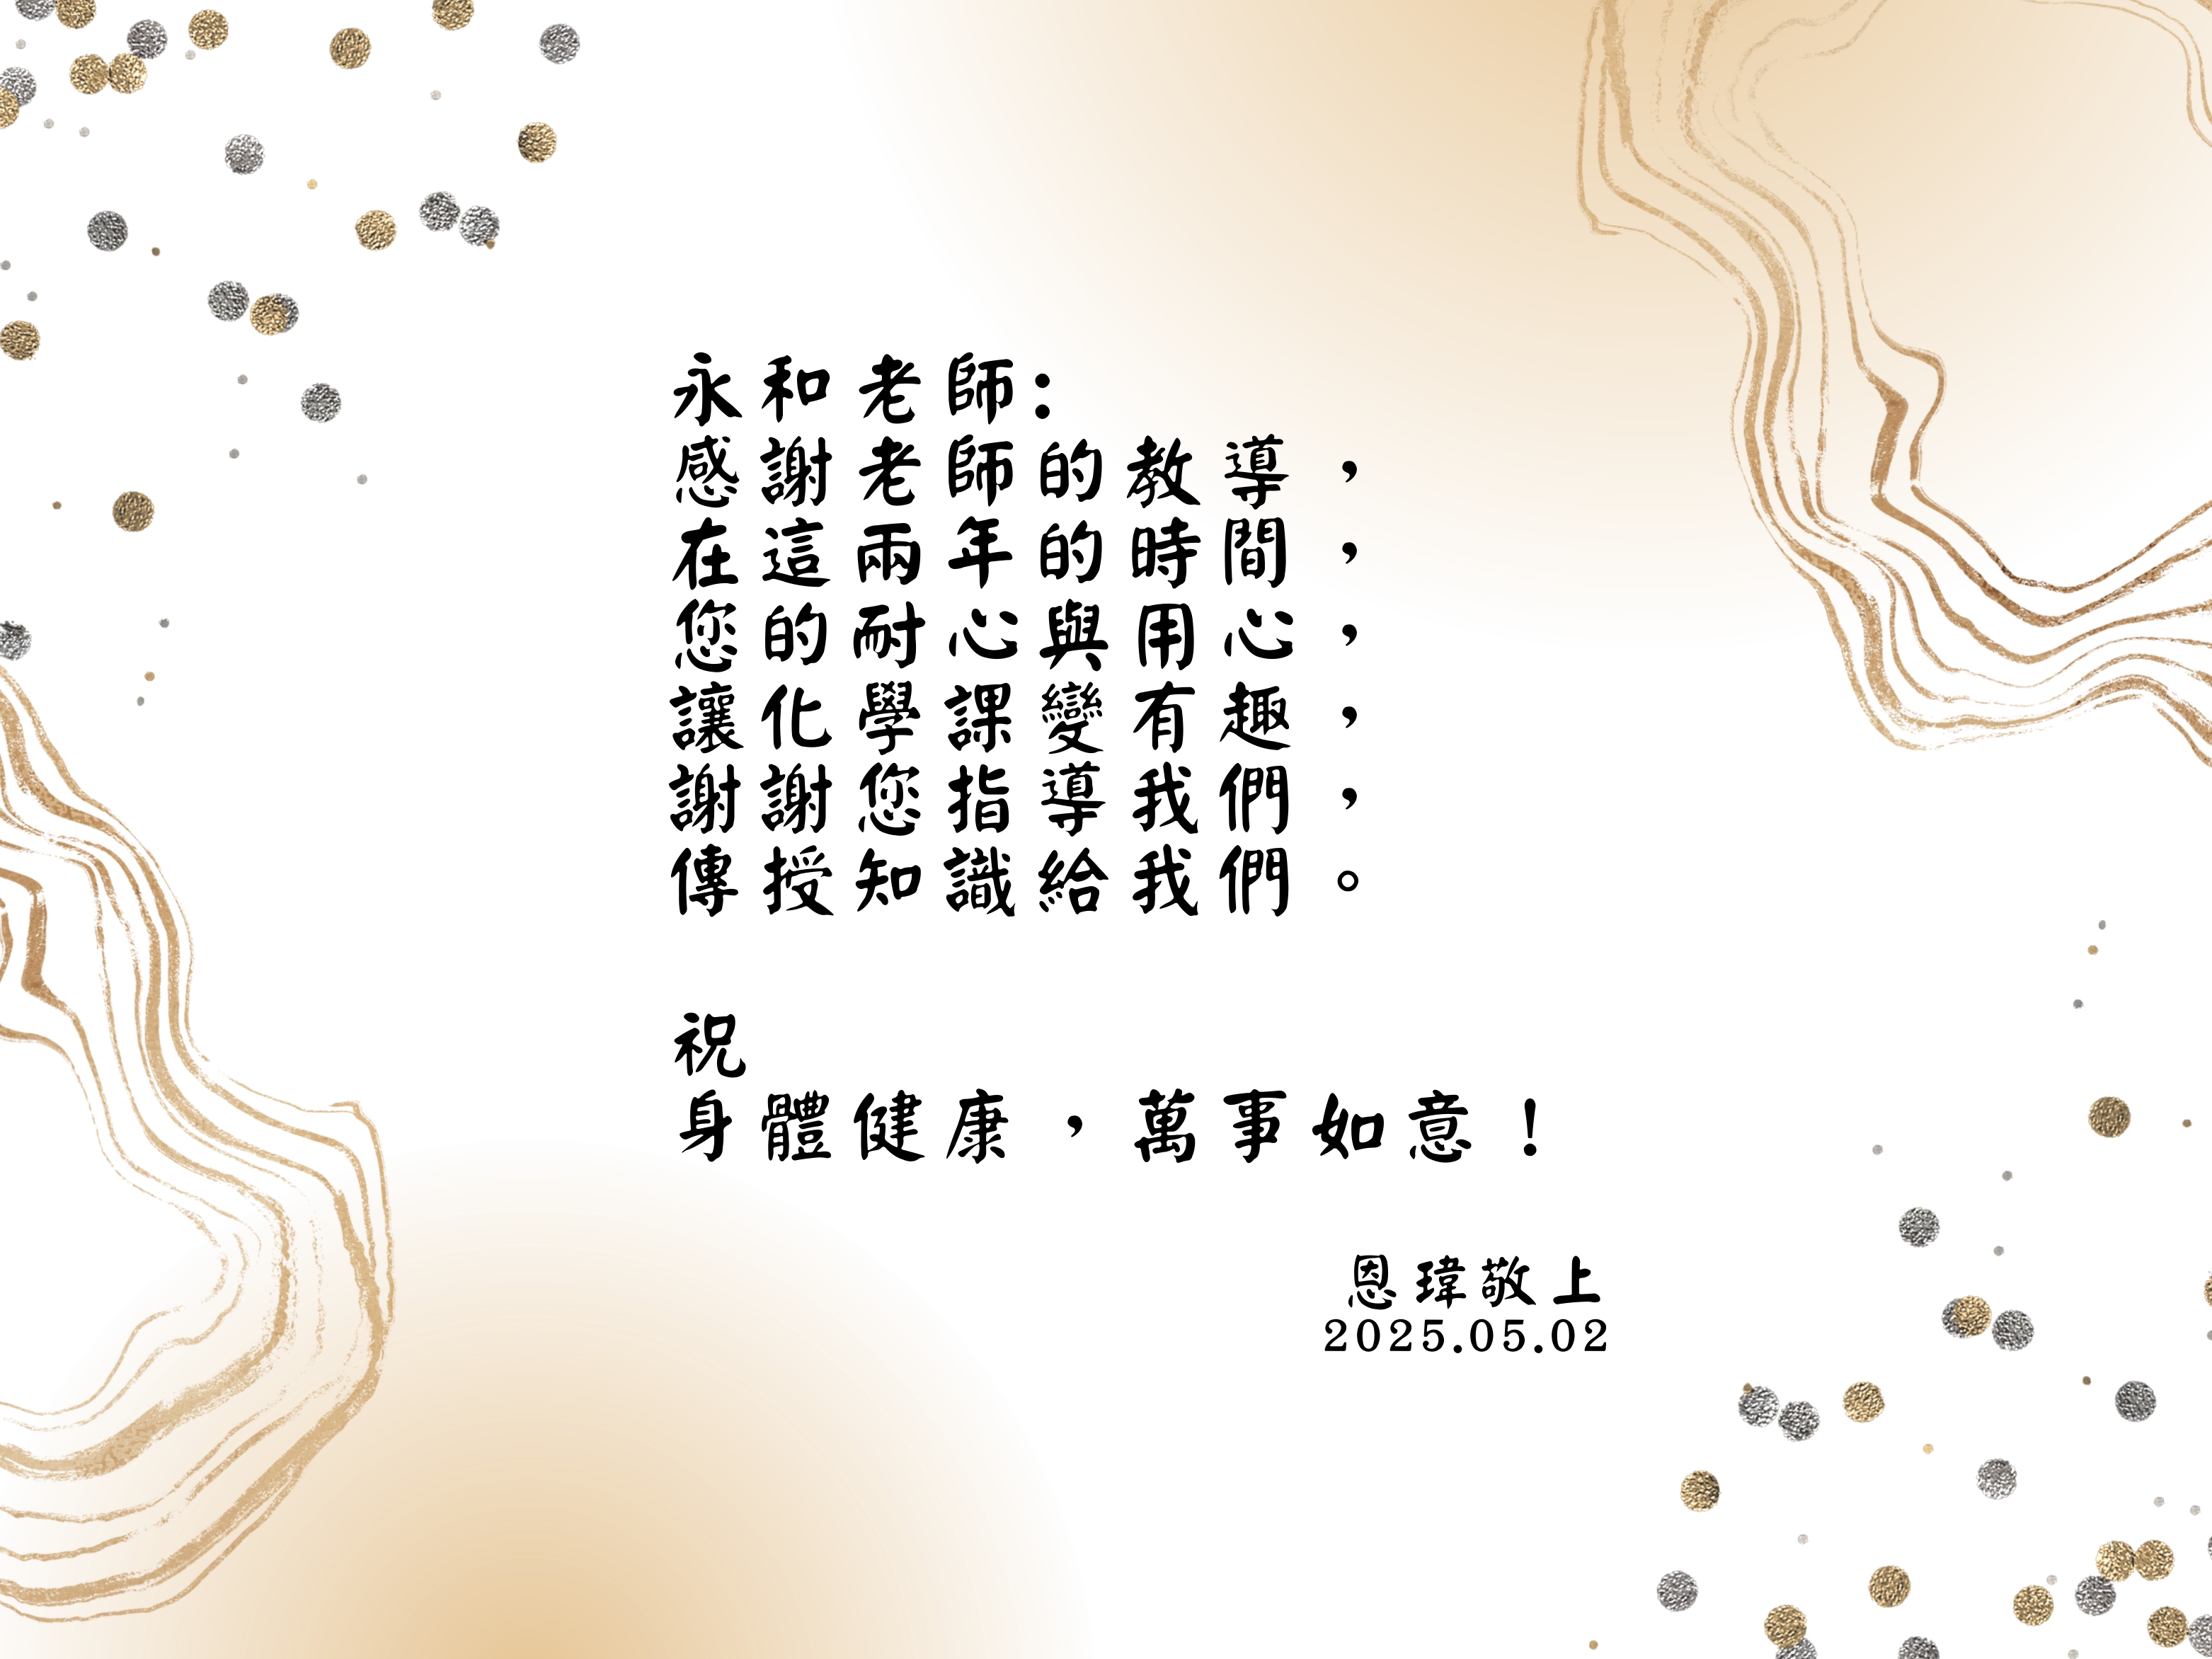 永和老師：
感謝老師的教導，
在這兩年的時間，
您的耐心與用心，
讓化學課變有趣，
謝謝您指導我們，
傳授知識給我們。
祝
身體健康，萬事如意！
恩瑋敬上
2025.05.02